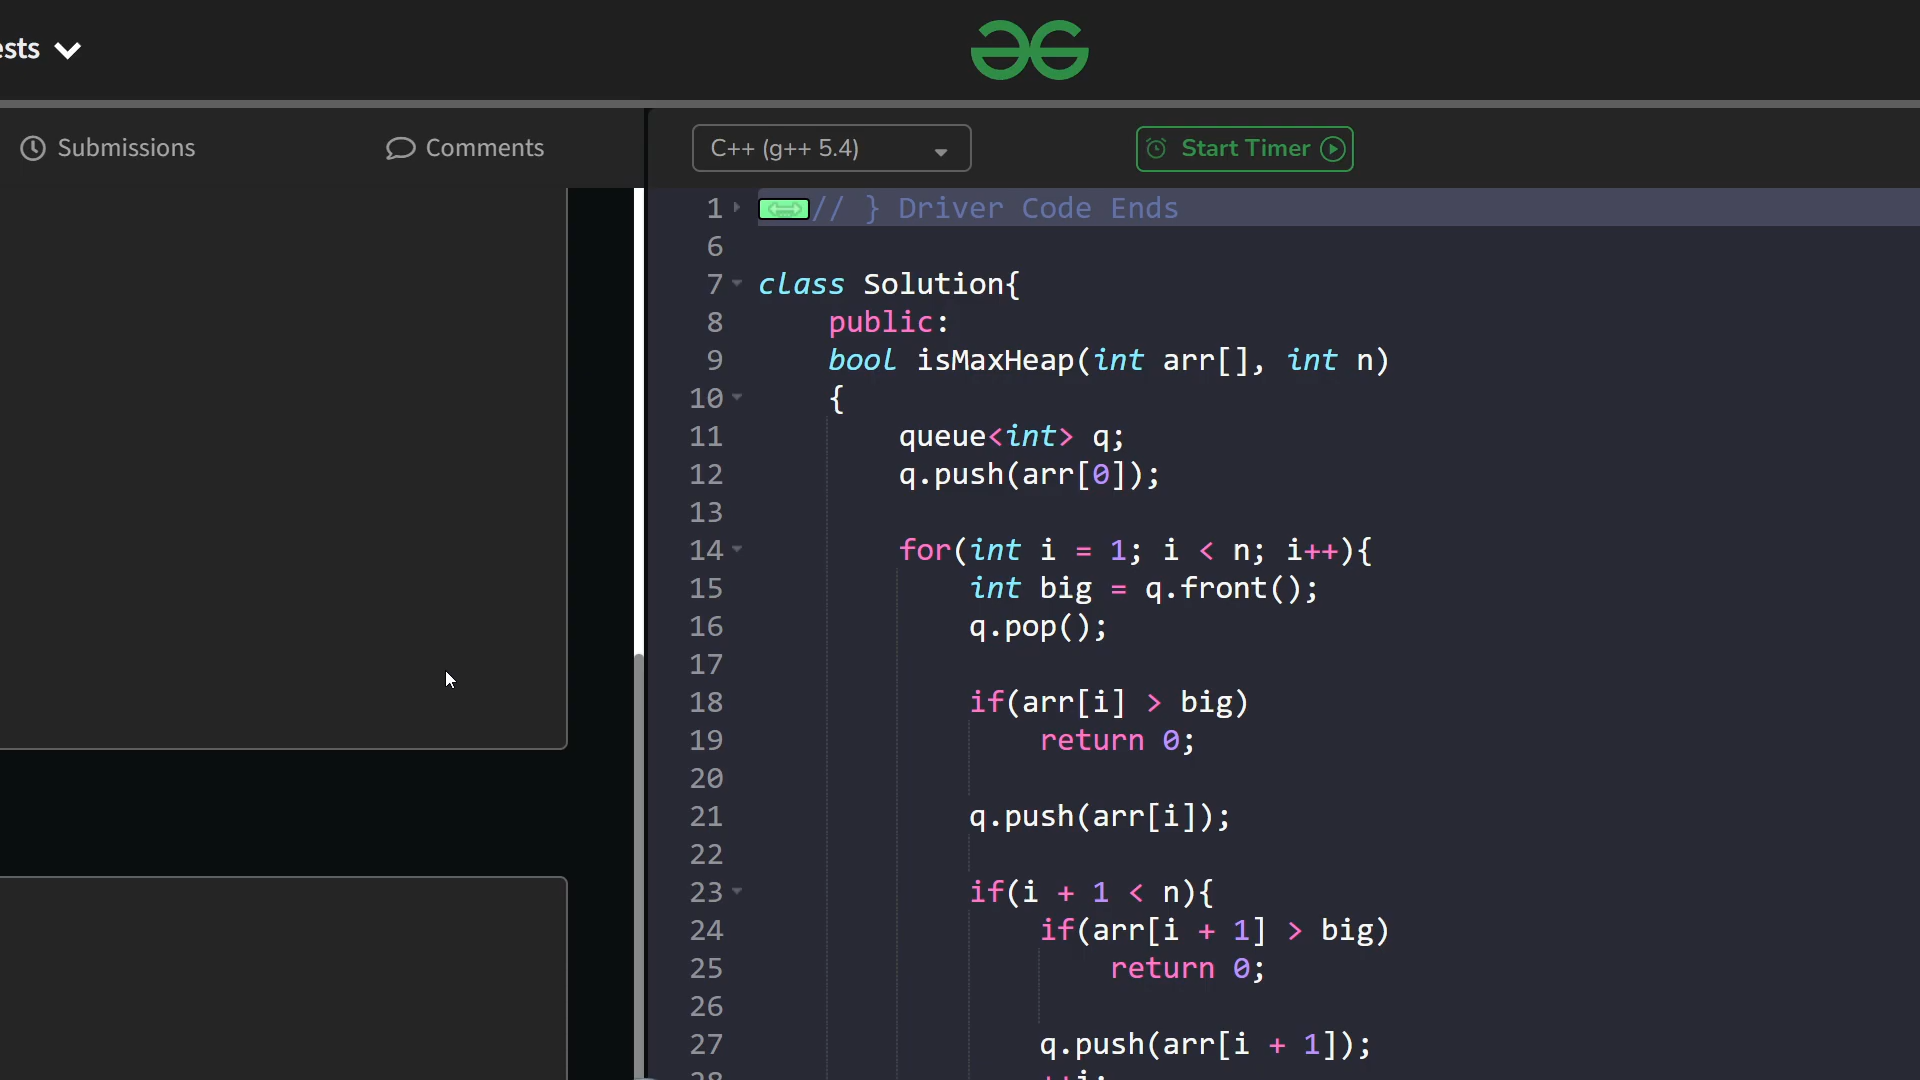 ests
Submissions
Comments
C++ (g++ 5.4)
Start Timer
1 // } Driver Code Ends
6
7 class Solution{
8 public:
9 bool isMaxHeap(int arr[], int n)
10 {
11 queue<int> q;
12 q.push(arr[0]);
13
14 for(int i = 1; i < n; i++){
15 int big = q.front();
16 q.pop();
17
18 if(arr[i] > big)
19 return 0;
20
21 q.push(arr[i]);
22
23 if(i + 1 < n){
24 if(arr[i + 1] > big)
25 return 0;
26
27 q.push(arr[i + 1]);
28 ++i;